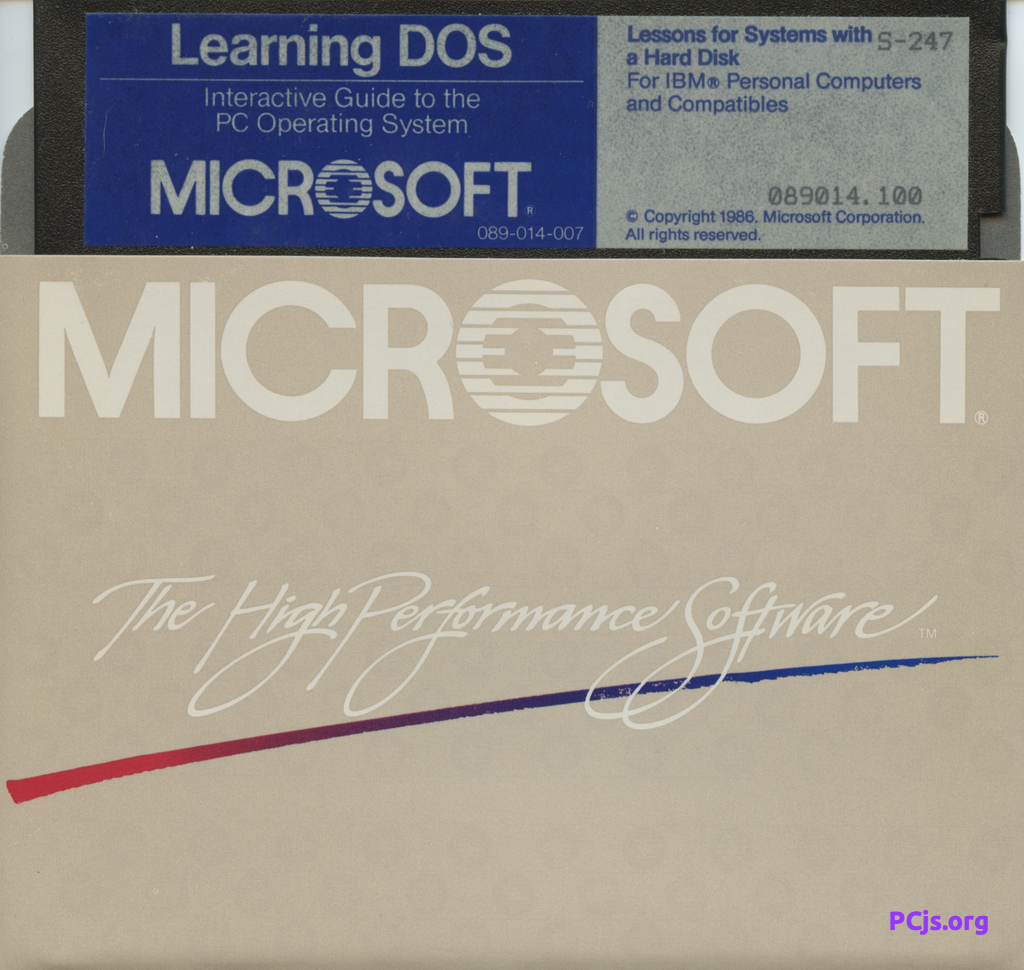 Learning DOS
Interactive Guide to the
PC Operating System
MICROSOFT®
089-014-007
Lessons for Systems with S-247
a Hard Disk
For IBM® Personal Computers
and Compatibles
089014.100
© Copyright 1986. Microsoft Corporation.
All rights reserved.
MICROSOFT®
The High Performance Software™
PCjs.org